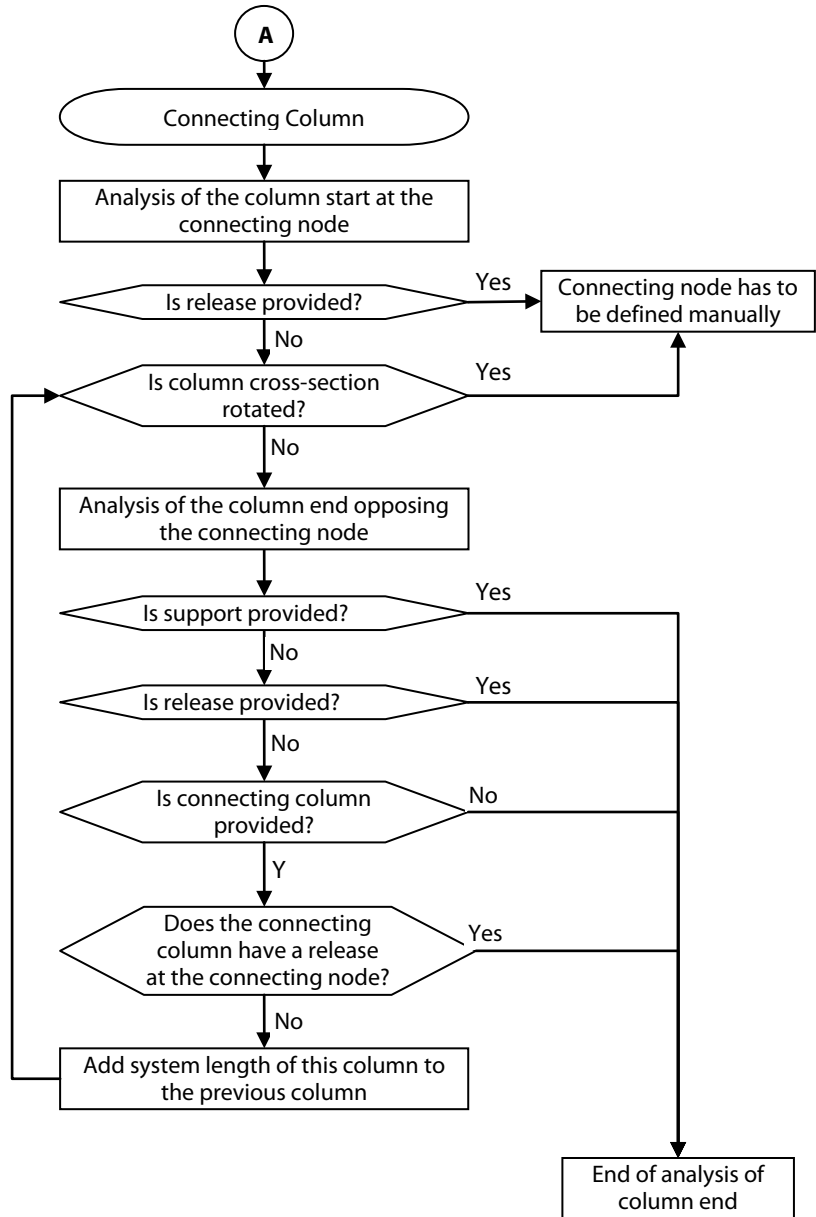 A
Connecting Column
Analysis of the column start at the
connecting node
Is release provided?
Yes
Connecting node has to
be defined manually
No
Is column cross-section
rotated?
Yes
No
Analysis of the column end opposing
the connecting node
Is support provided?
Yes
No
Is release provided?
Yes
No
Is connecting column
provided?
No
Y
Does the connecting
column have a release
at the connecting node?
Yes
No
Add system length of this column to
the previous column
End of analysis of
column end